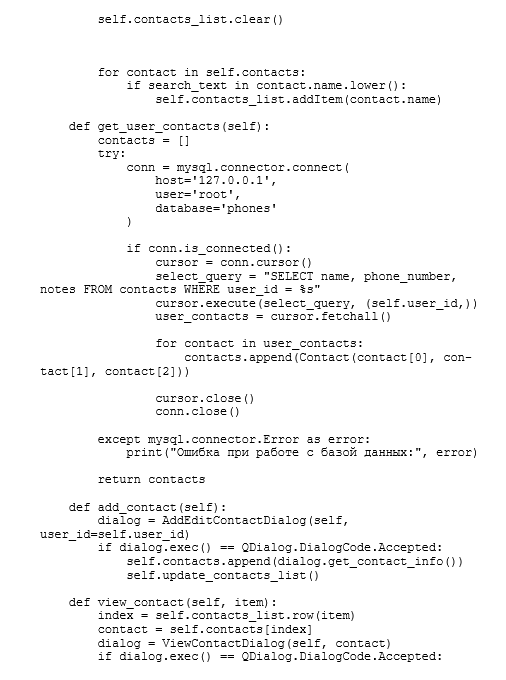 self.contacts_list.clear()

        for contact in self.contacts:
            if search_text in contact.name.lower():
                self.contacts_list.addItem(contact.name)

    def get_user_contacts(self):
        contacts = []
        try:
            conn = mysql.connector.connect(
                host='127.0.0.1',
                user='root',
                database='phones'
            )

            if conn.is_connected():
                cursor = conn.cursor()
                select_query = "SELECT name, phone_number,
notes FROM contacts WHERE user_id = %s"
                cursor.execute(select_query, (self.user_id,))
                user_contacts = cursor.fetchall()

                for contact in user_contacts:
                    contacts.append(Contact(contact[0], con-
tact[1], contact[2]))

                cursor.close()
                conn.close()

        except mysql.connector.Error as error:
            print("Ошибка при работе с базой данных:", error)

        return contacts

    def add_contact(self):
        dialog = AddEditContactDialog(self,
user_id=self.user_id)
        if dialog.exec() == QDialog.DialogCode.Accepted:
            self.contacts.append(dialog.get_contact_info())
            self.update_contacts_list()

    def view_contact(self, item):
        index = self.contacts_list.row(item)
        contact = self.contacts[index]
        dialog = ViewContactDialog(self, contact)
        if dialog.exec() == QDialog.DialogCode.Accepted: